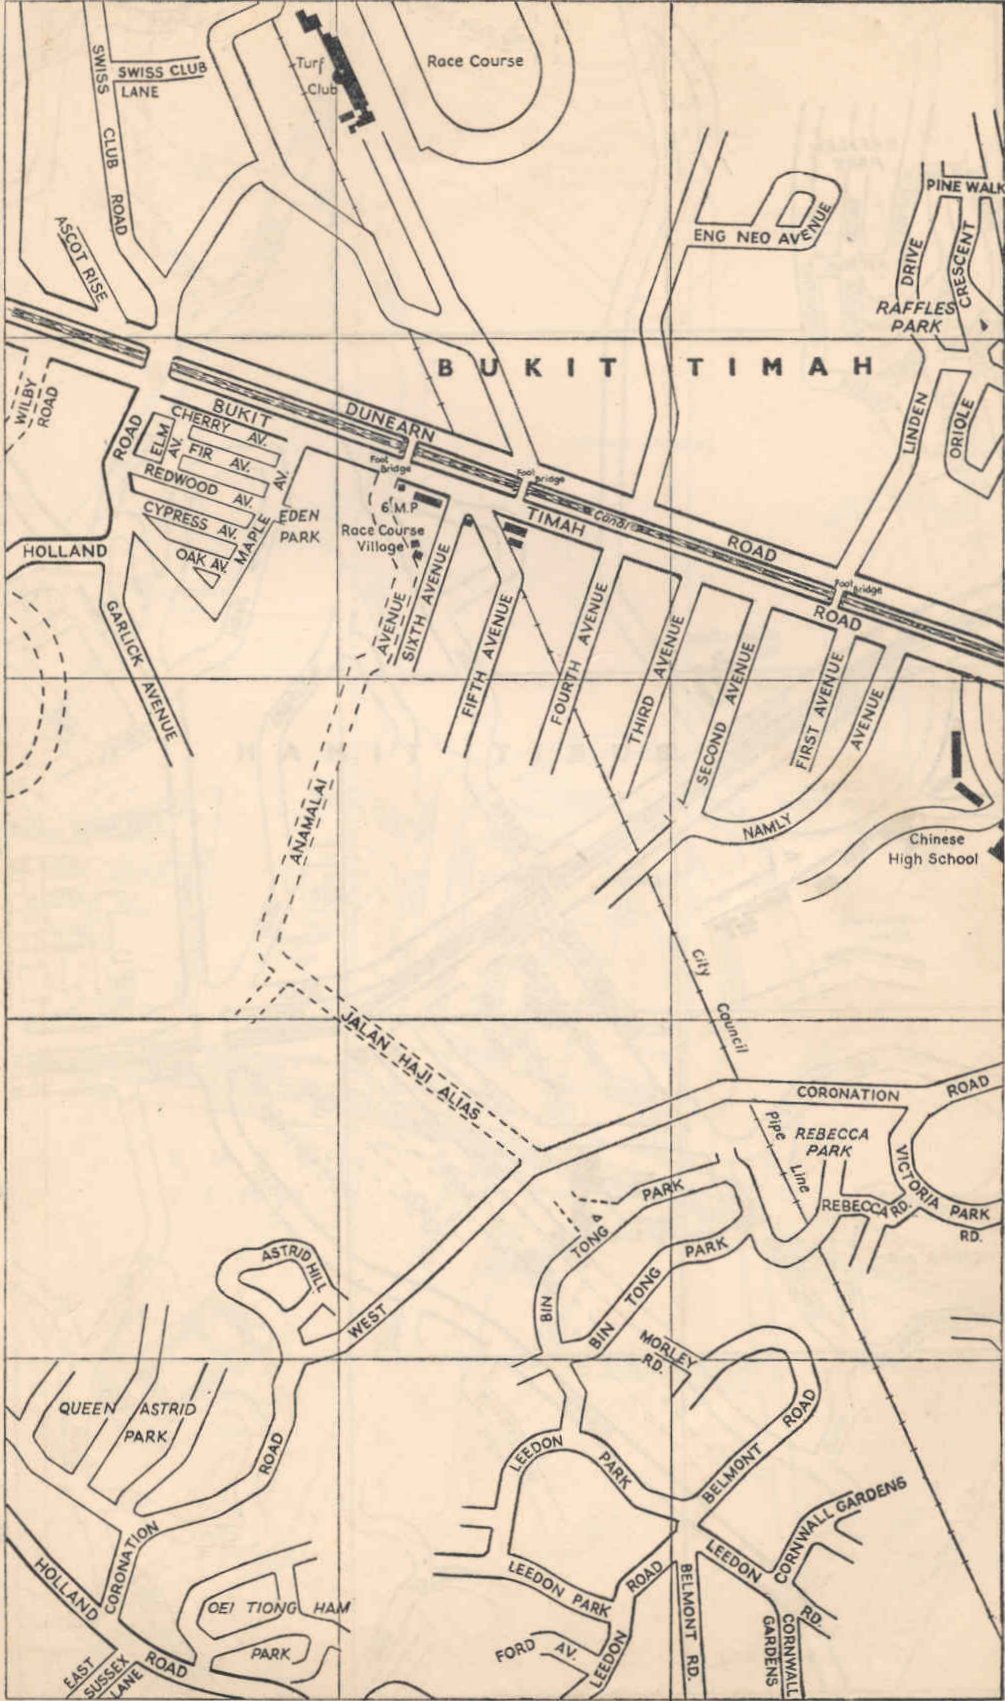 SWISS CLUB ROAD
SWISS CLUB
LANE
Turf
Club
Race Course
ASCOT RISE
ENG NEO AVENUE
PINE WALK
DRIVE
CRESCENT
RAFFLES
PARK
BUKIT TIMAH
WILBY
ROAD
ROAD
BUKIT
DUNEARN
CHERRY AV.
ELM
AV.
FIR AV.
REDWOOD AV.
CYPRESS AV.
OAK AV.
MAPLE AV.
EDEN
PARK
Foot
Bridge
6 M.P
Race Course
Village
Foot
Bridge
TIMAH
Canal
ROAD
LINDEN
ORIOLE
Foot
Bridge
ROAD
HOLLAND
GARLICK AVENUE
AVENUE
SIXTH AVENUE
FIFTH AVENUE
FOURTH AVENUE
THIRD AVENUE
SECOND AVENUE
FIRST AVENUE
AVENUE
NAMLY
ANAMALAI
Chinese
High School
City Council
JALAN HAJI ALIAS
CORONATION
ROAD
Pipe Line
REBECCA
PARK
VICTORIA PARK
RD.
REBECCA RD.
PARK
TONG
BIN
PARK
TONG
BIN
ASTRID HILL
WEST
MORLEY
RD.
QUEEN ASTRID
PARK
ROAD
LEEDON
PARK
BELMONT ROAD
CORNWALL GARDENS
CORONATION
HOLLAND
LEEDON PARK
ROAD
LEEDON
BELMONT RD.
LEEDON
RD.
CORNWALL
GARDENS
OEI TIONG HAM
PARK
FORD AV.
ROAD
EAST
SUSSEX
LANE